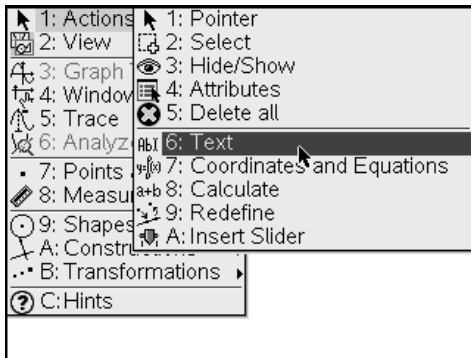 1: Actions
2: View
3: Graph
4: Window
5: Trace
6: Analyz
7: Points
8: Measu
9: Shapes
A: Constructions
B: Transformations
C: Hints
1: Pointer
2: Select
3: Hide/Show
4: Attributes
5: Delete all
6: Text
7: Coordinates and Equations
8: Calculate
9: Redefine
A: Insert Slider